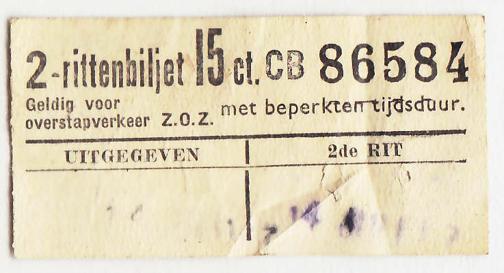 2-rittenbiljet 15 ct. CB 86584
Geldig voor
overstapverkeer Z.O.Z. met beperkten tijdsduur.
UITGEGEVEN 2de RIT